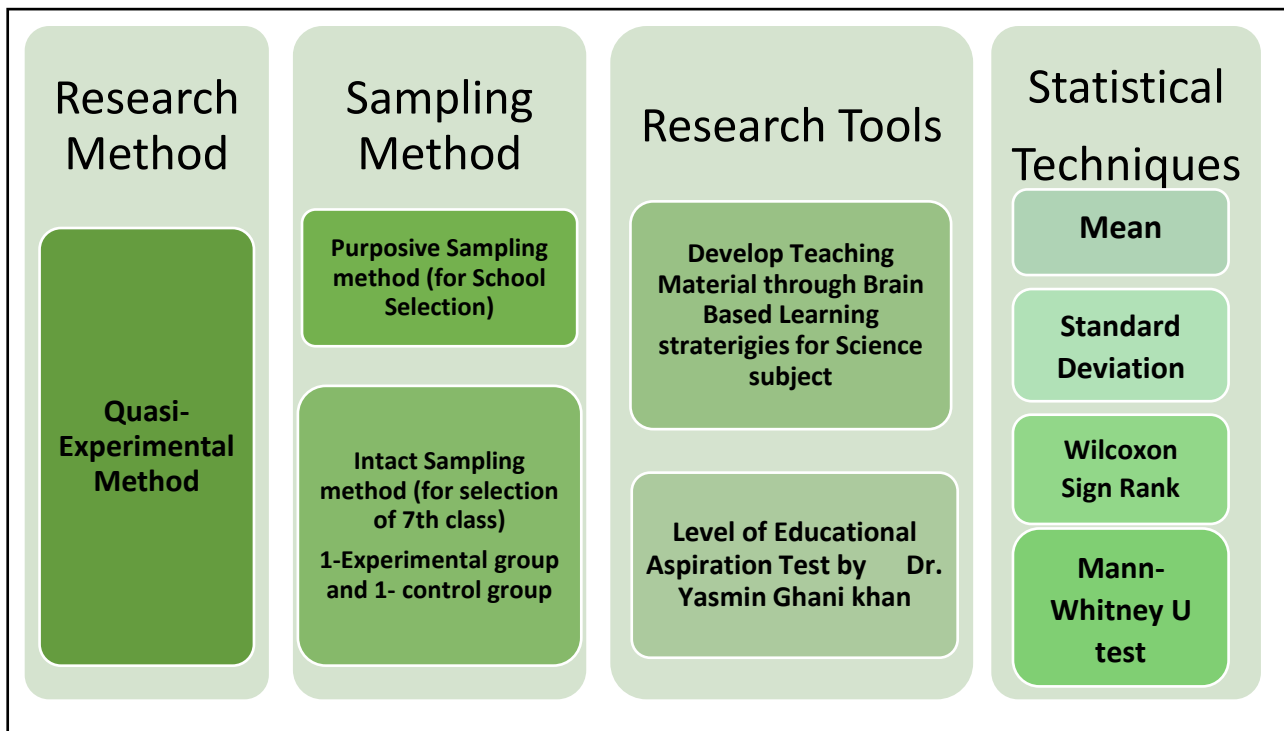 Research
Method
Quasi-
Experimental
Method
Sampling
Method
Purposive Sampling
method (for School
Selection)
Intact Sampling
method (for selection
of 7th class)
1-Experimental group
and 1- control group
Research Tools
Develop Teaching
Material through Brain
Based Learning
straterigies for Science
subject
Level of Educational
Aspiration Test by Dr.
Yasmin Ghani khan
Statistical
Techniques
Mean
Standard
Deviation
Wilcoxon
Sign Rank
Mann-
Whitney U
test